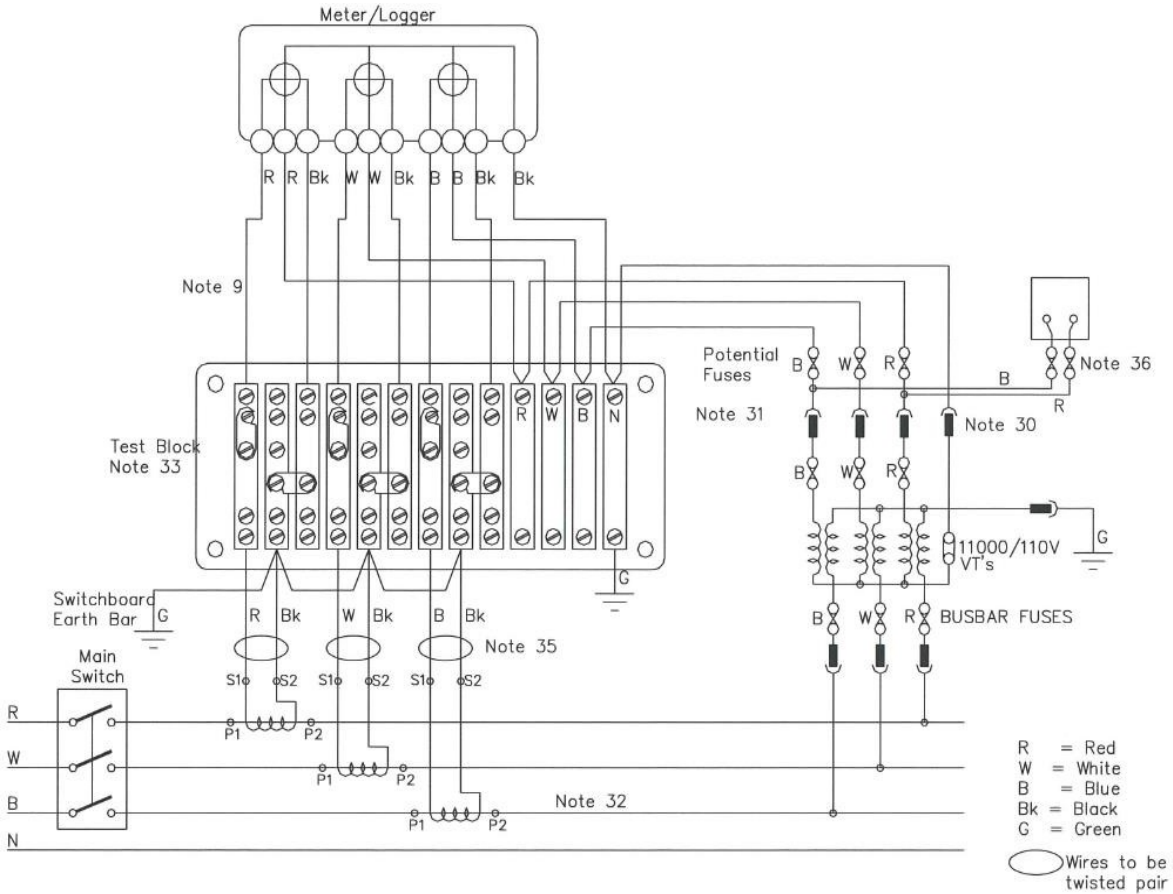 Meter/Logger
R R Bk W W Bk B B Bk Bk
Note 9
Potential
Fuses
B W R
Note 36
B
R
Note 31
Note 30
R W B N
Test Block
Note 33
B W R
11000/110V
VT's
G
G
Switchboard
Earth Bar
G
R Bk W Bk B Bk
Note 35
B W R BUSBAR FUSES
Main
Switch
S1 S2 S1 S2 S1 S2
R
P1 P2
W
P1 P2
B
Note 32
P1 P2
N
R = Red
W = White
B = Blue
Bk = Black
G = Green
Wires to be
twisted pair